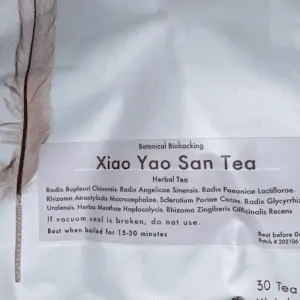 Botanical Biohacking
Xiao Yao San Tea
Herbal Tea
Radix Bupleuri Chinensis. Radix Angelicae Sinensis. Radix Paeoniae Lactiflorae.
Rhizoma Atractylodis Macrocephalae. Sclerotium Poriae Cocos. Radix Glycyrrhiz
Uralensis. Herba Menthae Haplocalycis. Rhizoma Zingiberis Officinalis Recens
If vacuum seal is broken, do not use.
Best when boiled for 15-30 minutes
Best before
Batch # 202106
30 Tea